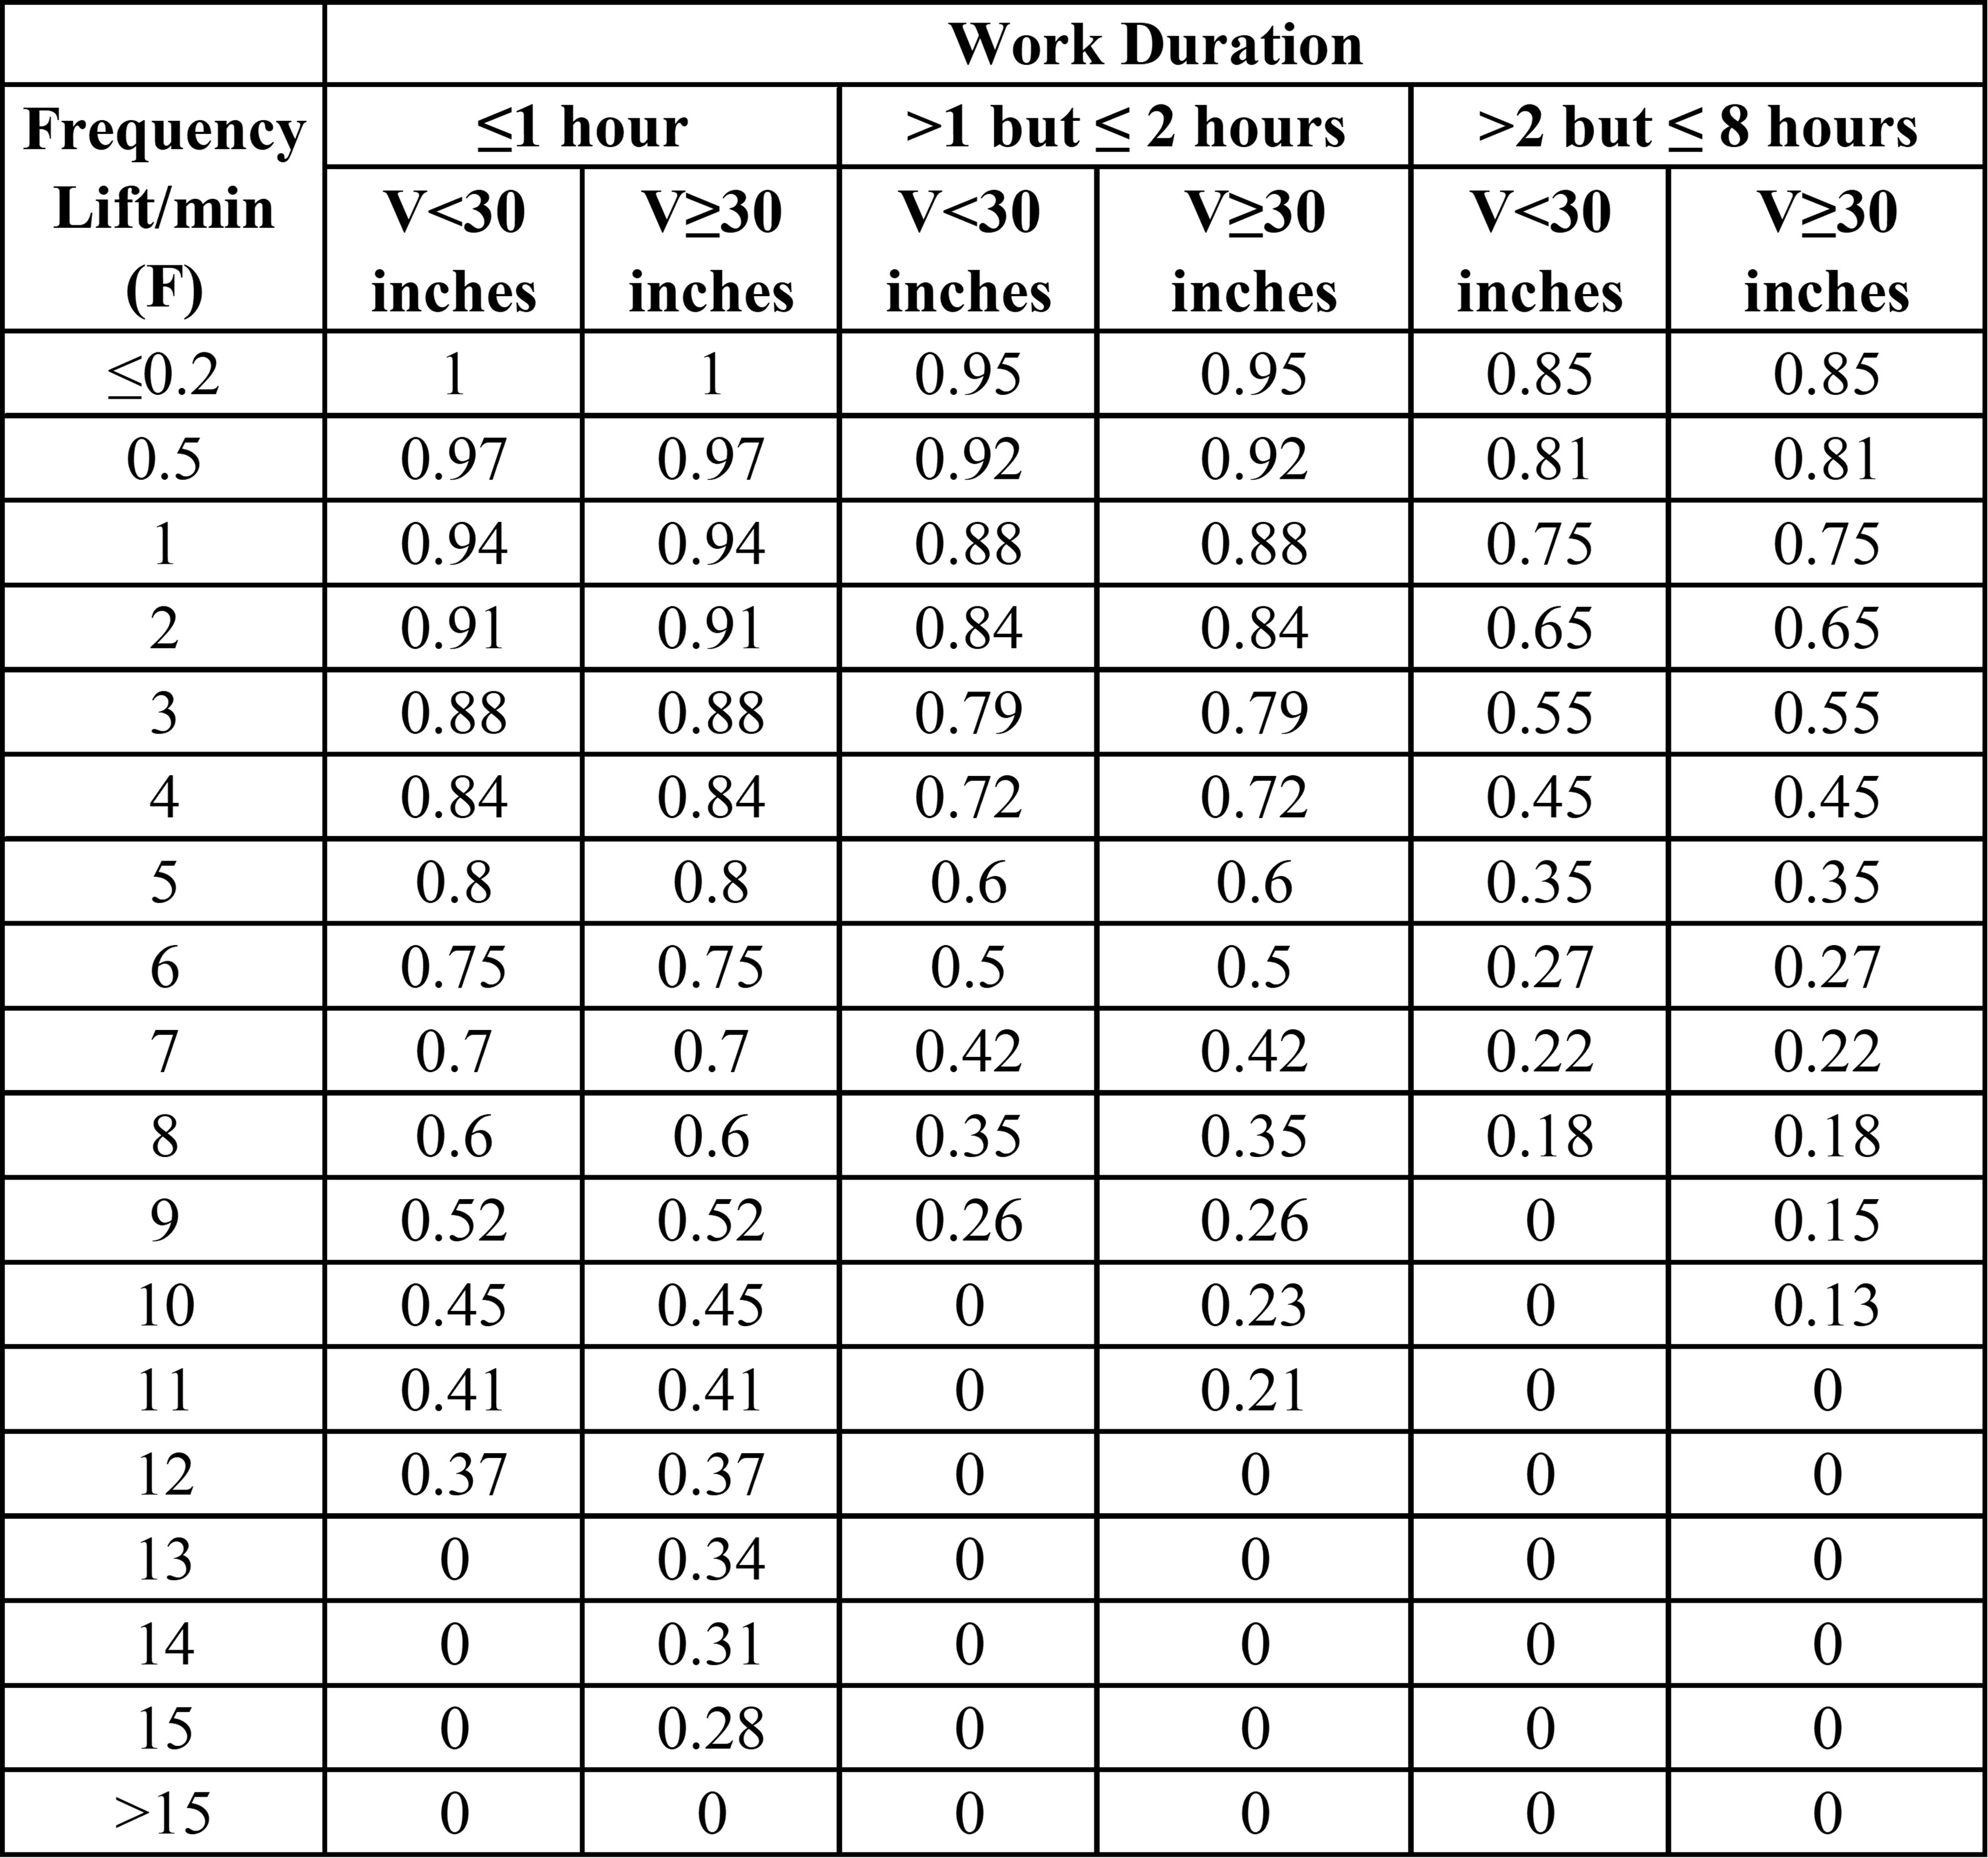 Work Duration
Frequency Lift/min (F) ≤1 hour >1 but ≤ 2 hours >2 but ≤ 8 hours
V<30 inches V≥30 inches V<30 inches V≥30 inches V<30 inches V≥30 inches
≤0.2 1 1 0.95 0.95 0.85 0.85
0.5 0.97 0.97 0.92 0.92 0.81 0.81
1 0.94 0.94 0.88 0.88 0.75 0.75
2 0.91 0.91 0.84 0.84 0.65 0.65
3 0.88 0.88 0.79 0.79 0.55 0.55
4 0.84 0.84 0.72 0.72 0.45 0.45
5 0.8 0.8 0.6 0.6 0.35 0.35
6 0.75 0.75 0.5 0.5 0.27 0.27
7 0.7 0.7 0.42 0.42 0.22 0.22
8 0.6 0.6 0.35 0.35 0.18 0.18
9 0.52 0.52 0.26 0.26 0 0.15
10 0.45 0.45 0 0.23 0 0.13
11 0.41 0.41 0 0.21 0 0
12 0.37 0.37 0 0 0 0
13 0 0.34 0 0 0 0
14 0 0.31 0 0 0 0
15 0 0.28 0 0 0 0
>15 0 0 0 0 0 0